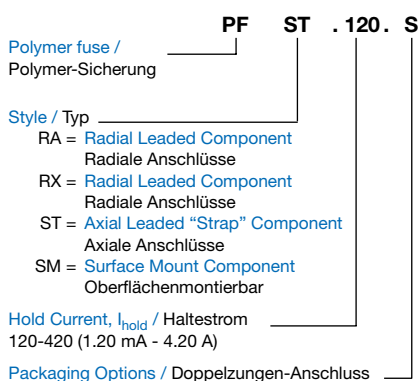 PF ST . 120 . S
Polymer fuse /
Polymer-Sicherung
Style / Typ
RA = Radial Leaded Component
Radiale Anschlüsse
RX = Radial Leaded Component
Radiale Anschlüsse
ST = Axial Leaded “Strap” Component
Axiale Anschlüsse
SM = Surface Mount Component
Oberflächenmontierbar
Hold Current, Ihold / Haltestrom
120-420 (1.20 mA - 4.20 A)
Packaging Options / Doppelzungen-Anschluss